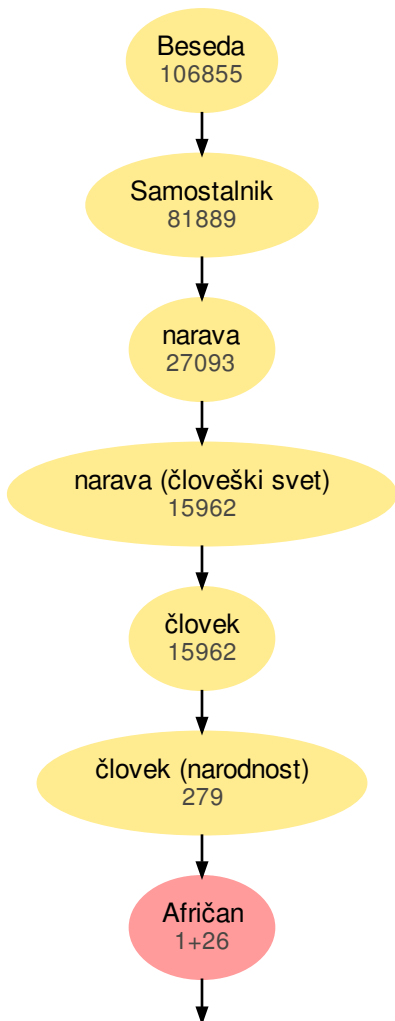 Beseda
106855
Samostalnik
81889
narava
27093
narava (človeški svet)
15962
človek
15962
človek (narodnost)
279
Afričan
1+26